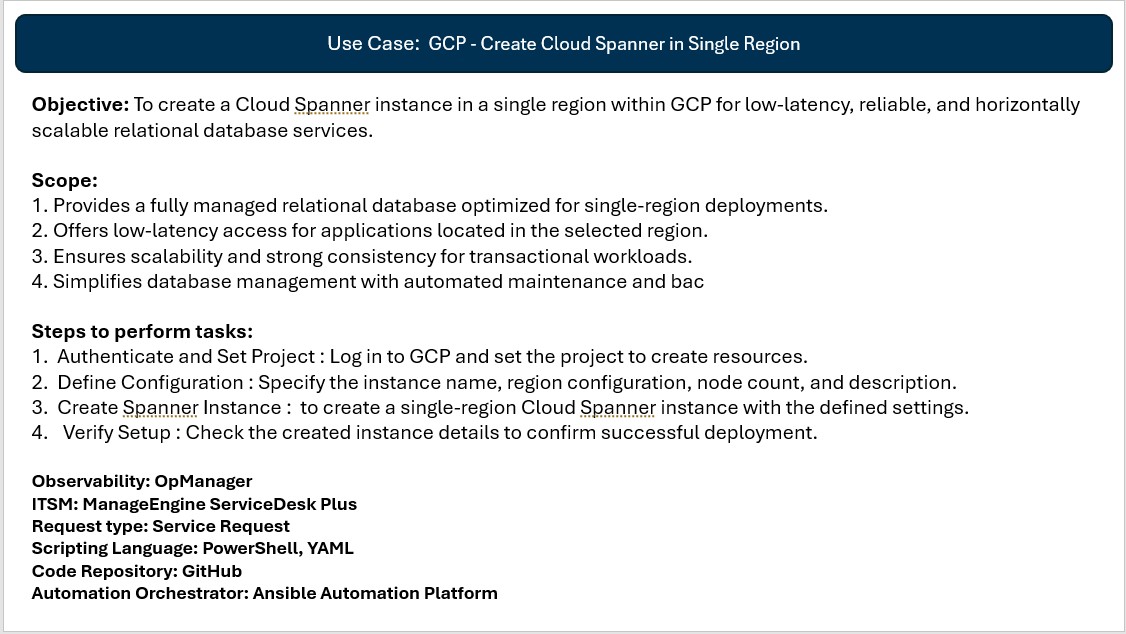 Use Case:  GCP - Create Cloud Spanner in Single Region
Objective: To create a Cloud Spanner instance in a single region within GCP for low-latency, reliable, and horizontally
scalable relational database services.
Scope:
1. Provides a fully managed relational database optimized for single-region deployments.
2. Offers low-latency access for applications located in the selected region.
3. Ensures scalability and strong consistency for transactional workloads.
4. Simplifies database management with automated maintenance and bac
Steps to perform tasks:
1.  Authenticate and Set Project : Log in to GCP and set the project to create resources.
2.  Define Configuration : Specify the instance name, region configuration, node count, and description.
3.  Create Spanner Instance :  to create a single-region Cloud Spanner instance with the defined settings.
4.   Verify Setup : Check the created instance details to confirm successful deployment.
Observability: OpManager
ITSM: ManageEngine ServiceDesk Plus
Request type: Service Request
Scripting Language: PowerShell, YAML
Code Repository: GitHub
Automation Orchestrator: Ansible Automation Platform